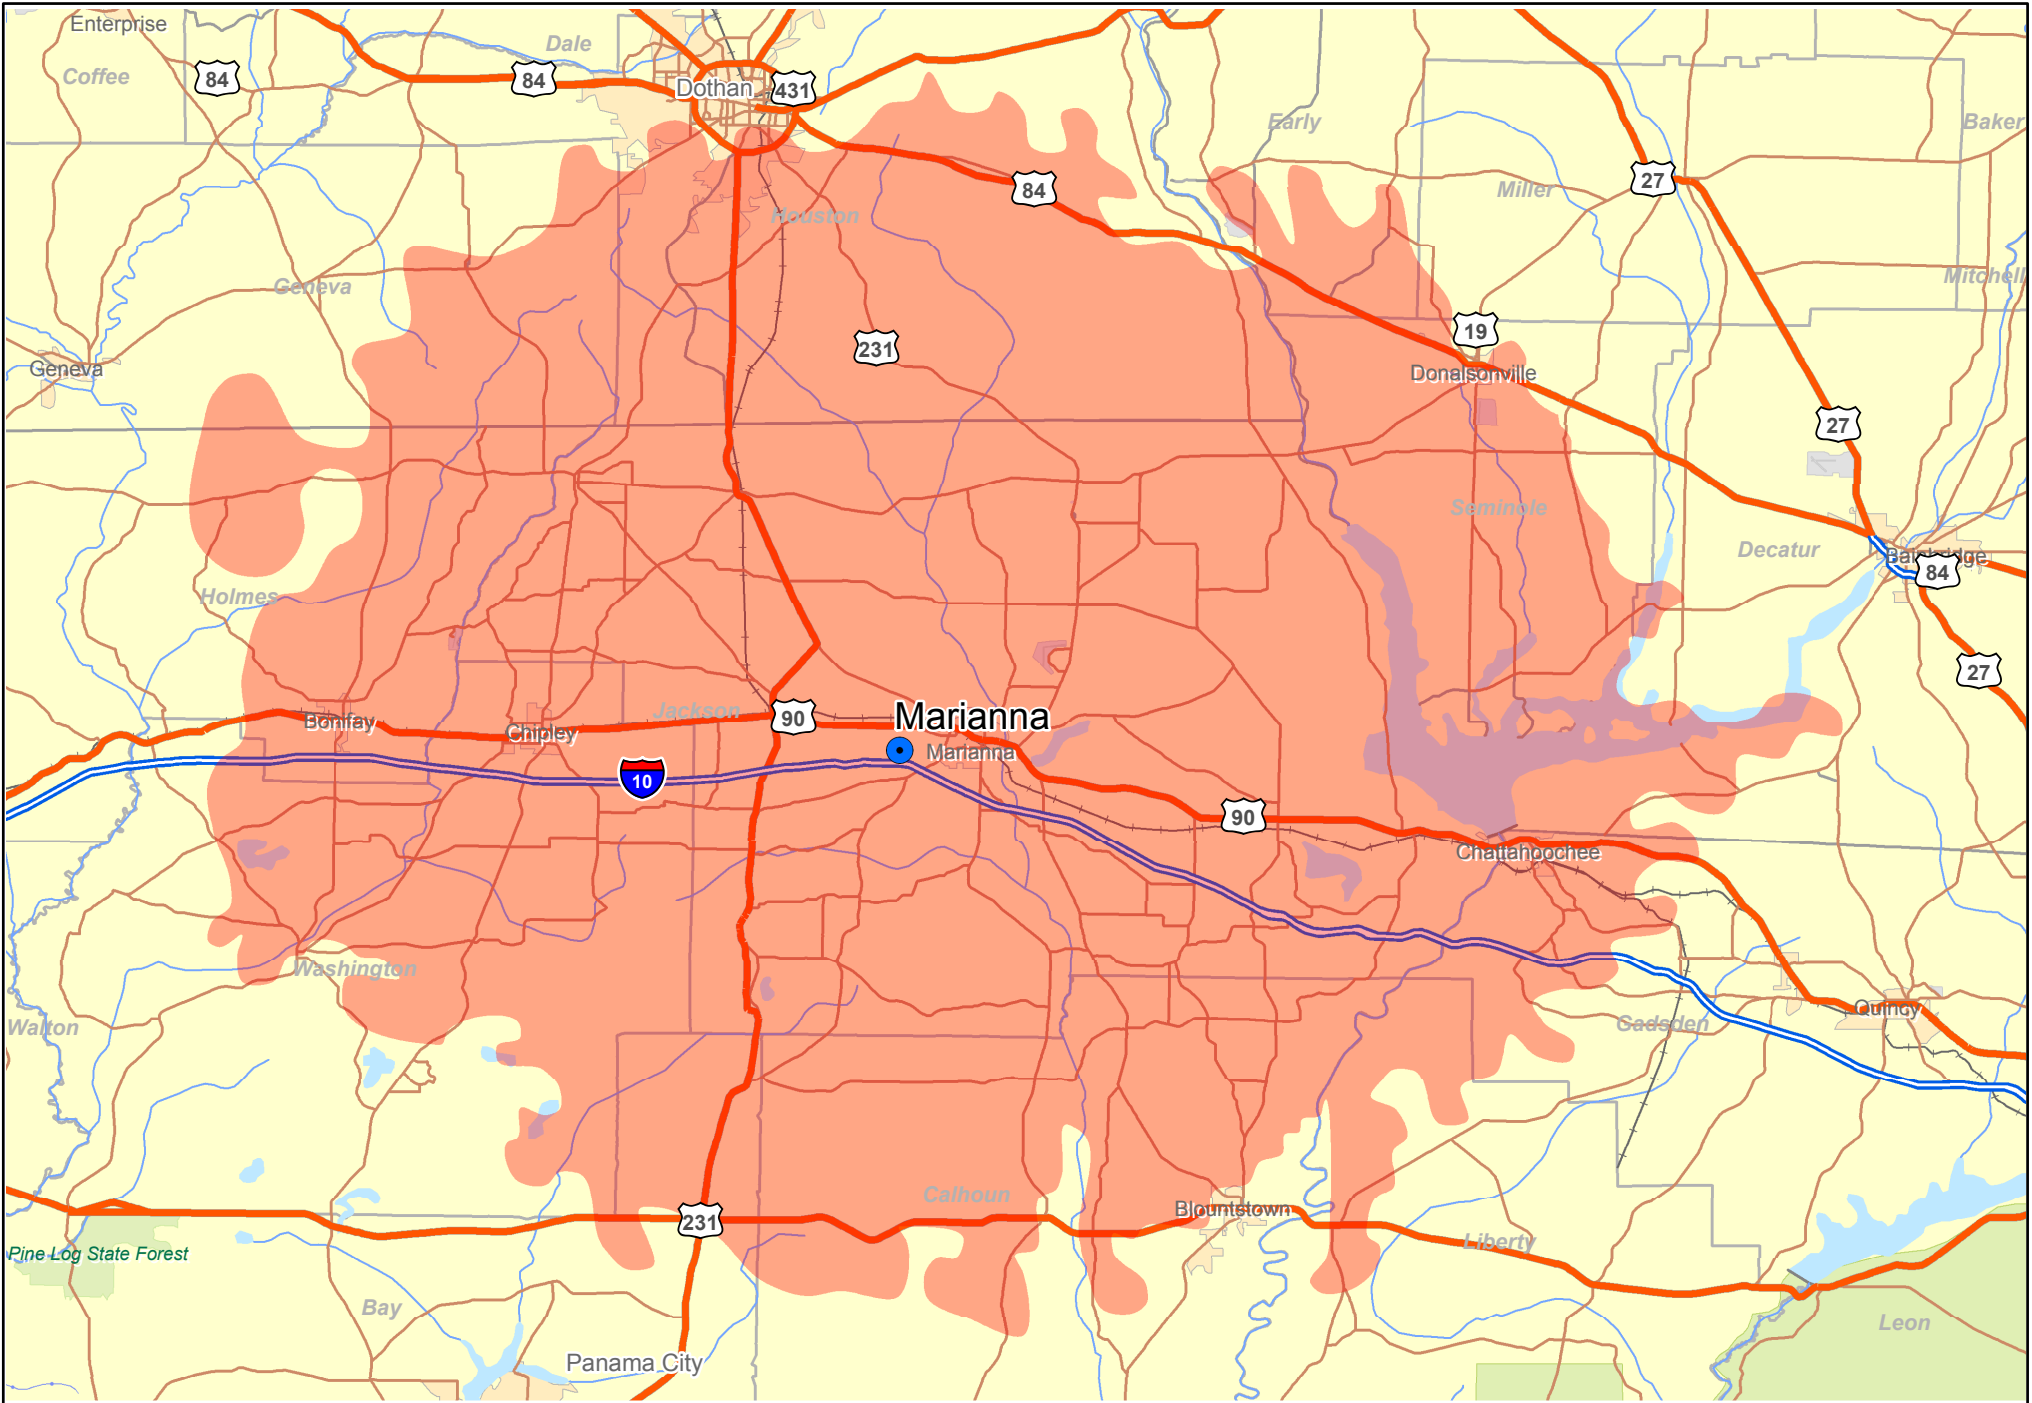 Enterprise
Dale
Coffee
84
84
Dothan
431
Early
Baker
Miller
27
84
Houston
Geneva
Mitchell
231
19
Geneva
Donalsonville
27
Seminole
Decatur
Bainbridge
84
Holmes
27
Jackson
90
Marianna
Bonifay
Chipley
Marianna
10
90
Chattahoochee
Washington
Walton
Quincy
Gadsden
Calhoun
Blountstown
231
Liberty
Pine Log State Forest
Bay
Leon
Panama City